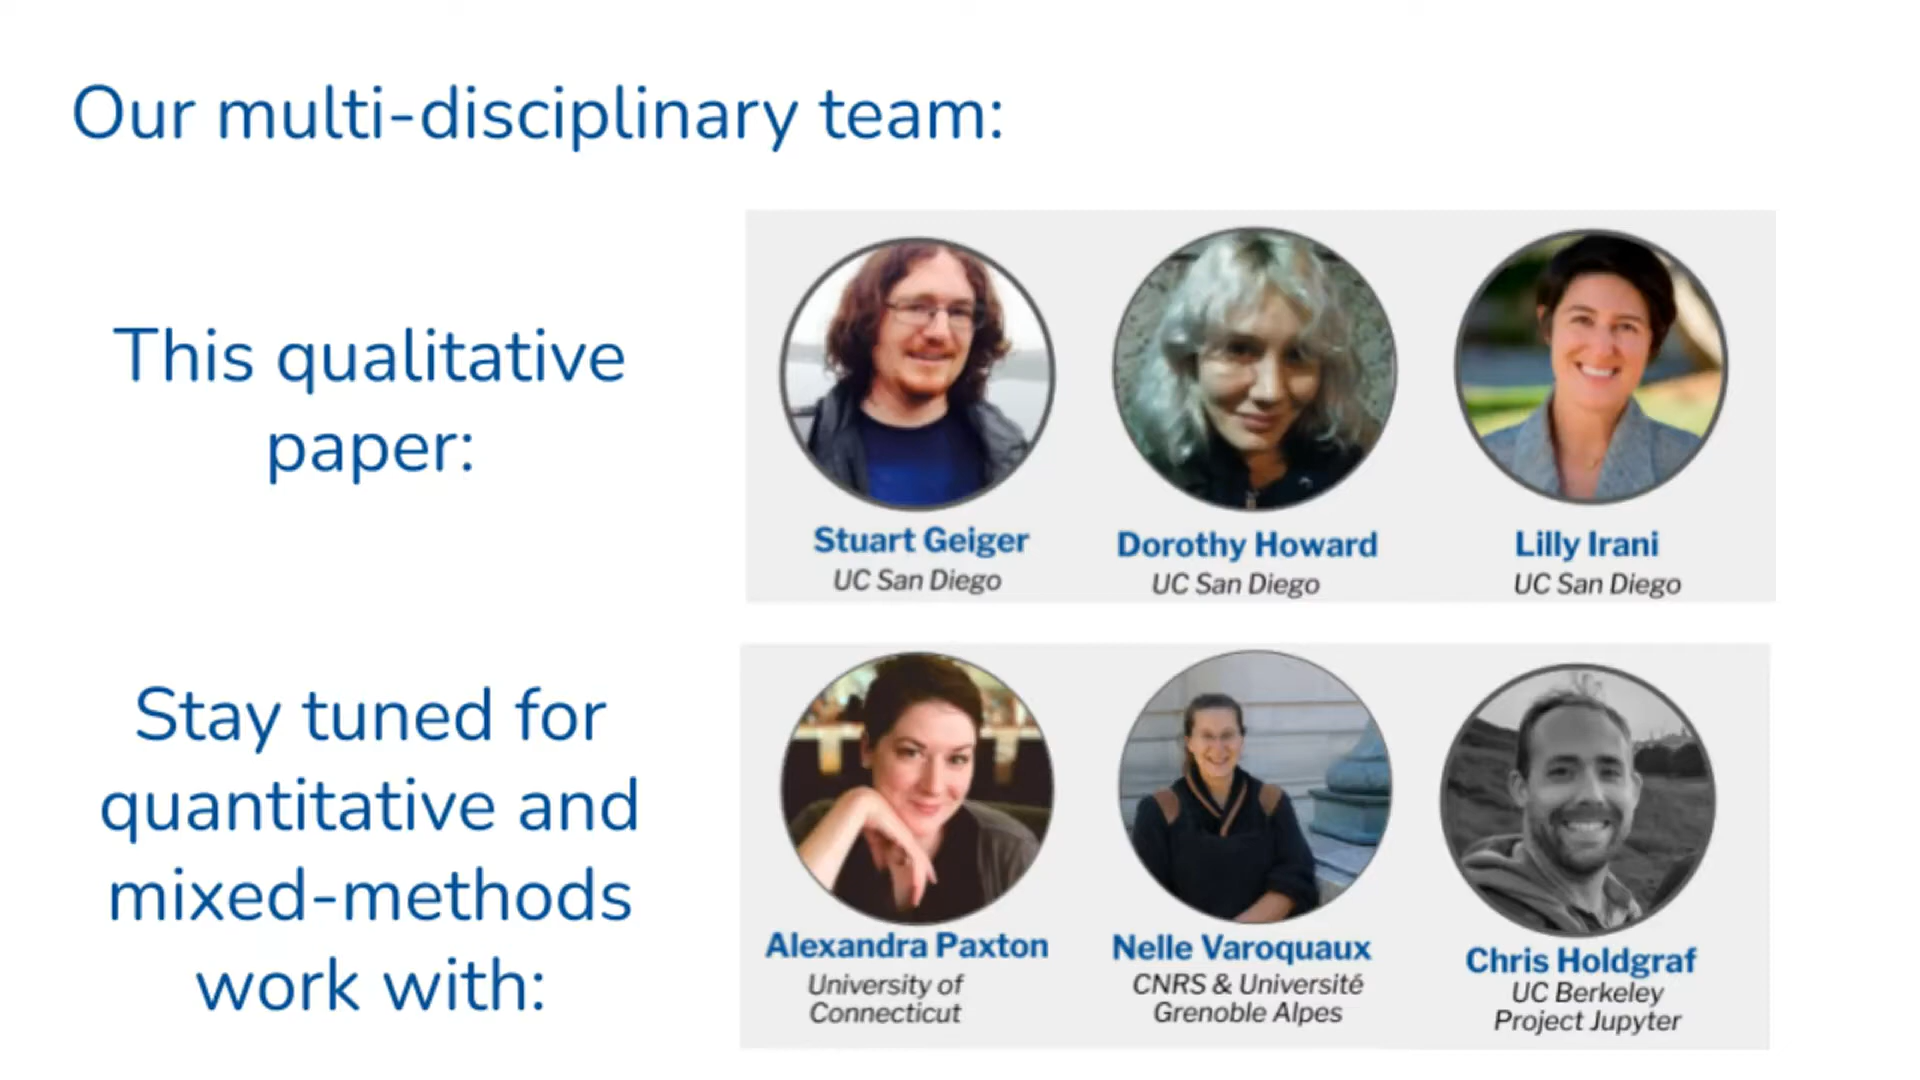 Our multi-disciplinary team:
This qualitative
paper:
Stuart Geiger
UC San Diego
Dorothy Howard
UC San Diego
Lilly Irani
UC San Diego
Stay tuned for
quantitative and
mixed-methods
work with:
Alexandra Paxton
University of
Connecticut
Nelle Varoquaux
CNRS & Université
Grenoble Alpes
Chris Holdgraf
UC Berkeley
Project Jupyter